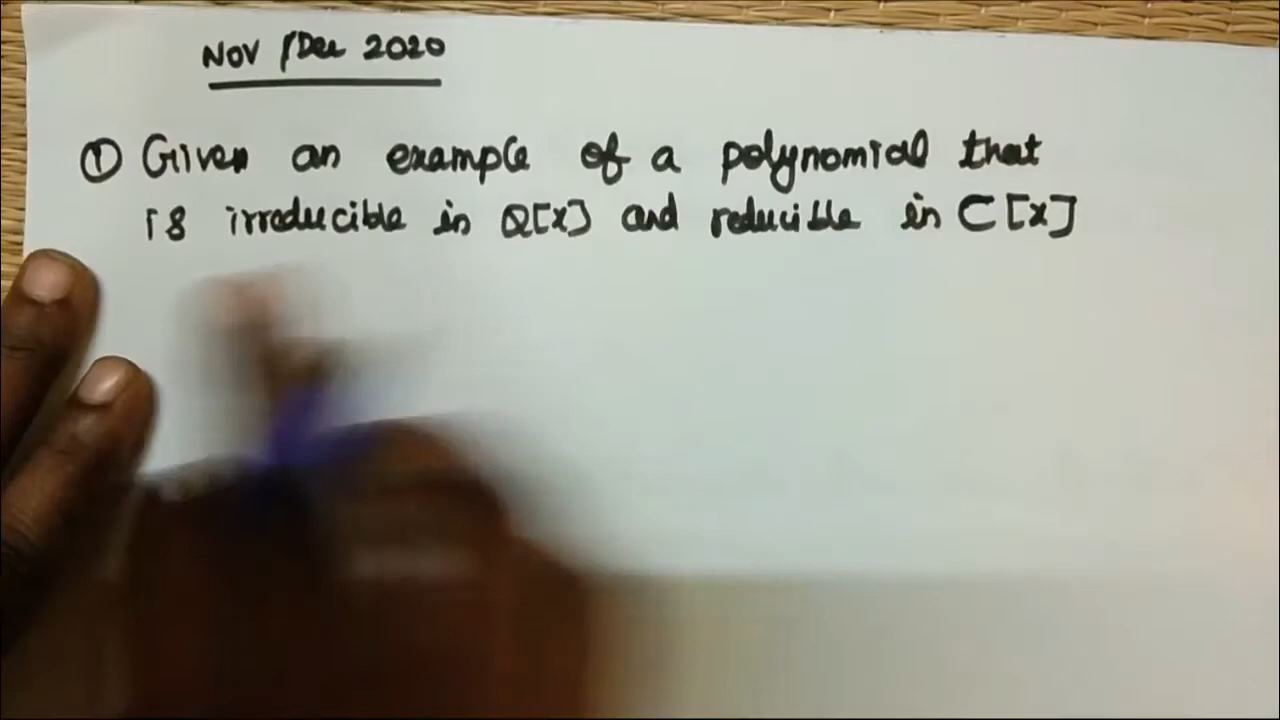 Nov / Dec 2020
① Given an example of a polynomial that
is irreducible in Q[x] and reducible in C[x]